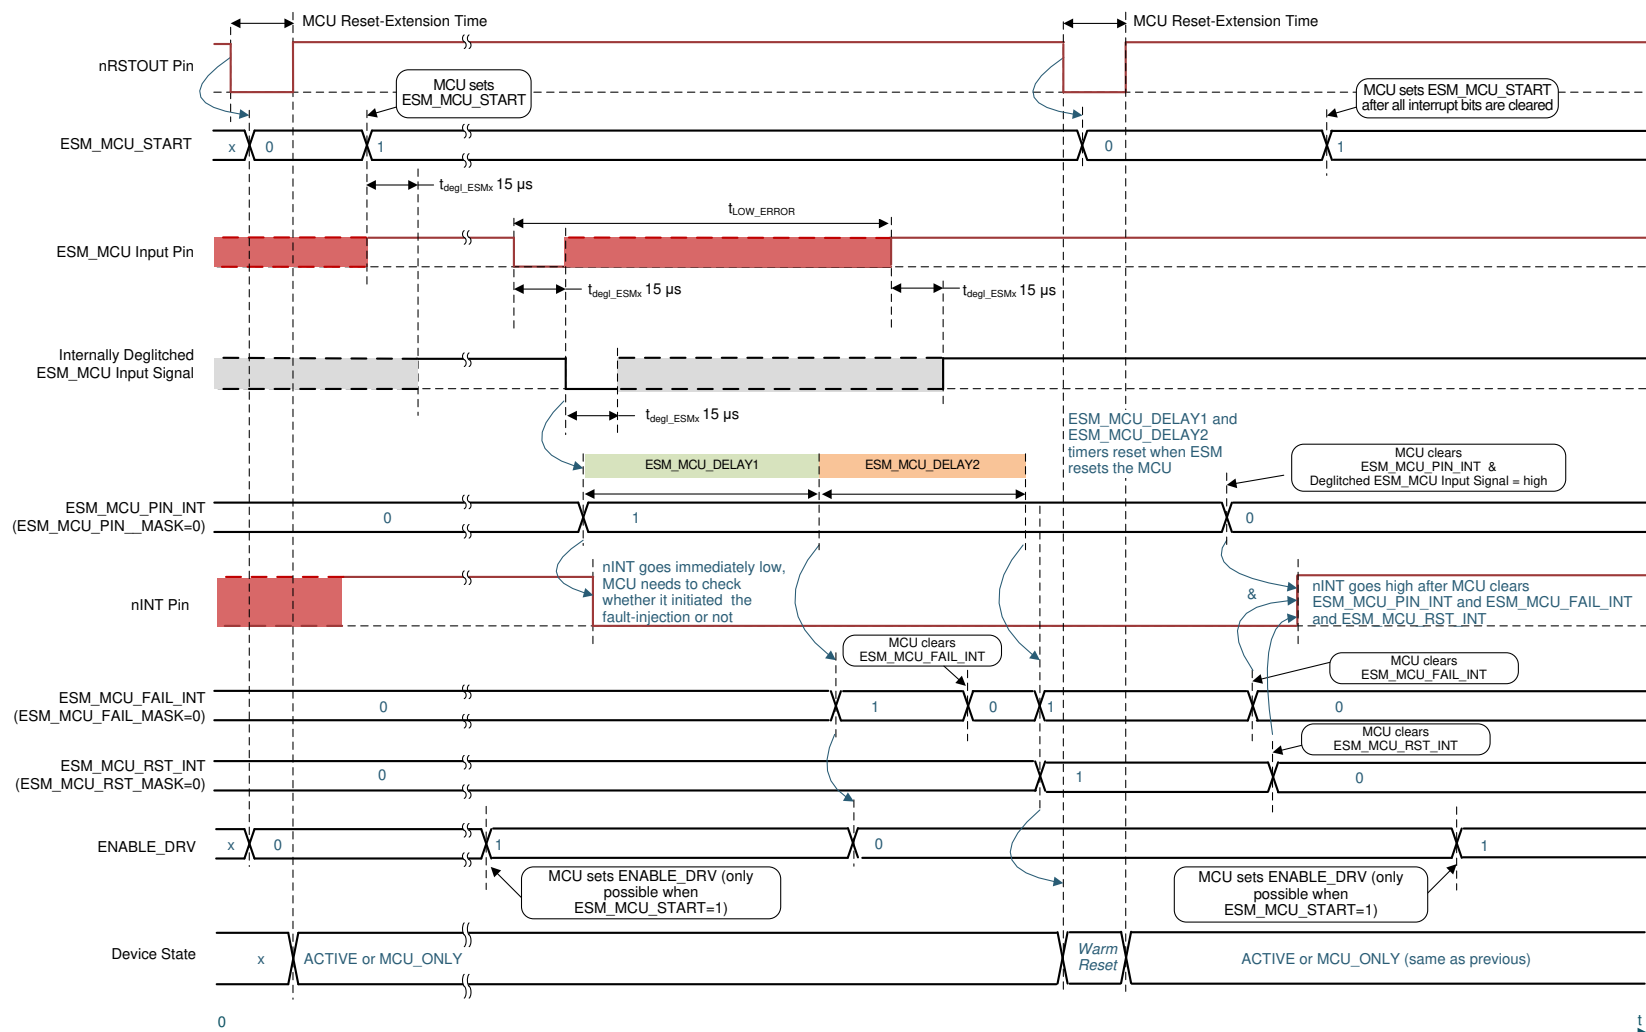 MCU Reset-Extension Time
MCU Reset-Extension Time
nRSTOUT Pin
MCU sets
ESM_MCU_START
MCU sets ESM_MCU_START
after all interrupt bits are cleared
ESM_MCU_START
x
0
1
0
1
tdegl_ESMx 15 µs
tLOW_ERROR
ESM_MCU Input Pin
tdegl_ESMx 15 µs
tdegl_ESMx 15 µs
Internally Deglitched
ESM_MCU Input Signal
tdegl_ESMx 15 µs
ESM_MCU_DELAY1 and
ESM_MCU_DELAY2
timers reset when ESM
resets the MCU
ESM_MCU_DELAY1
ESM_MCU_DELAY2
MCU clears
ESM_MCU_PIN_INT &
Deglitched ESM_MCU Input Signal = high
ESM_MCU_PIN_INT
(ESM_MCU_PIN__MASK=0)
0
1
0
nINT goes immediately low,
MCU needs to check
whether it initiated the
fault-injection or not
nINT Pin
&
nINT goes high after MCU clears
ESM_MCU_PIN_INT and ESM_MCU_FAIL_INT
and ESM_MCU_RST_INT
MCU clears
ESM_MCU_FAIL_INT
MCU clears
ESM_MCU_FAIL_INT
ESM_MCU_FAIL_INT
(ESM_MCU_FAIL_MASK=0)
0
1
0
1
0
MCU clears
ESM_MCU_RST_INT
ESM_MCU_RST_INT
(ESM_MCU_RST_MASK=0)
0
1
0
ENABLE_DRV
x
0
1
0
1
MCU sets ENABLE_DRV (only
possible when
ESM_MCU_START=1)
MCU sets ENABLE_DRV (only
possible when
ESM_MCU_START=1)
Device State
x
ACTIVE or MCU_ONLY
Warm
Reset
ACTIVE or MCU_ONLY (same as previous)
0
t